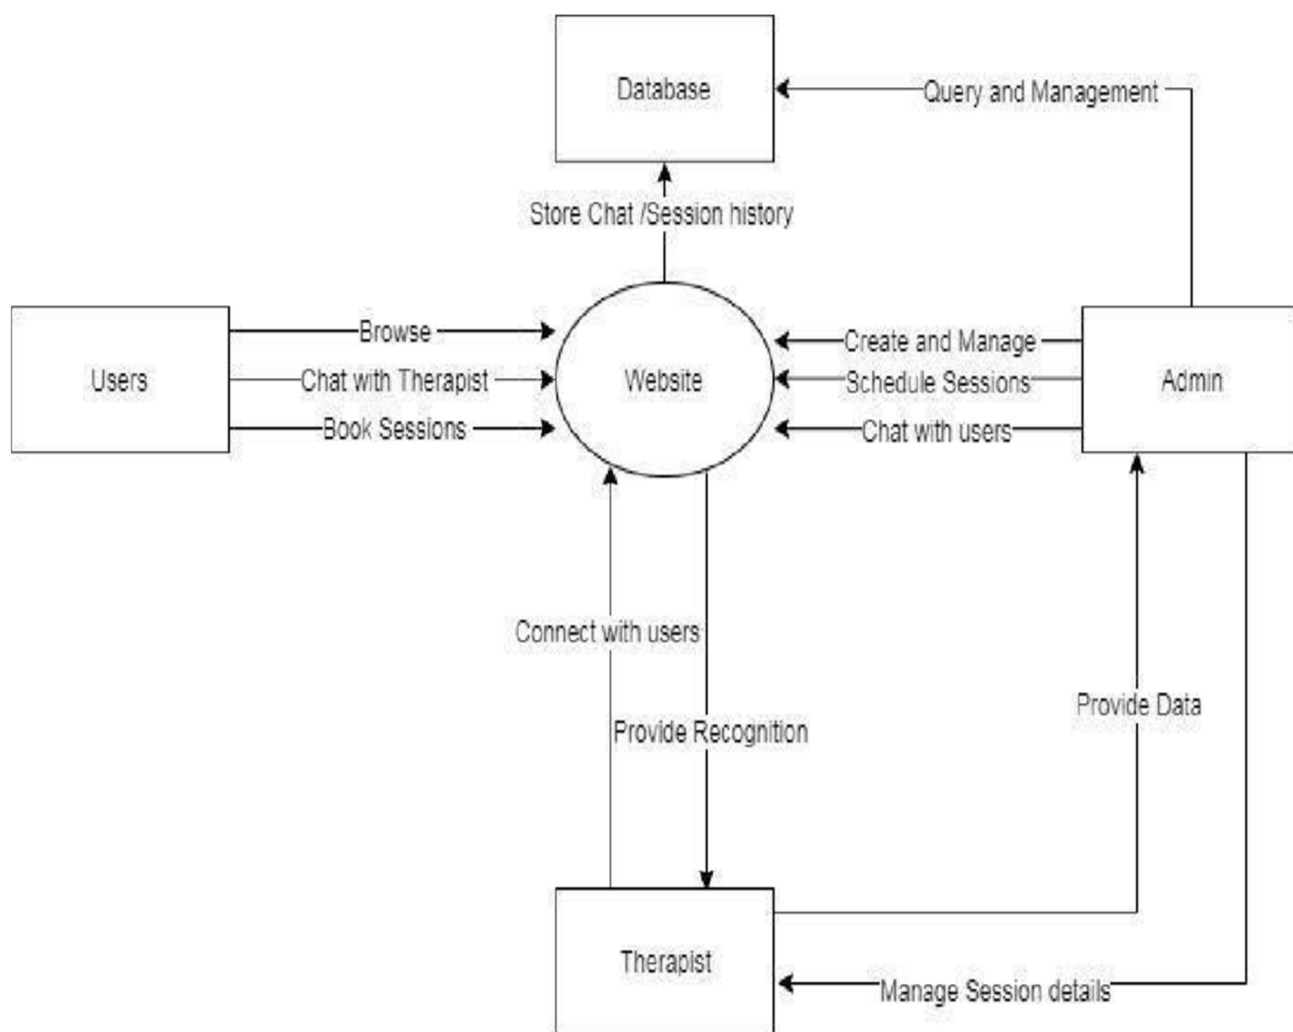 Database
Query and Management
Store Chat /Session history
Users
Browse
Chat with Therapist
Book Sessions
Website
Create and Manage
Schedule Sessions
Chat with users
Admin
Connect with users
Provide Recognition
Provide Data
Therapist
Manage Session details